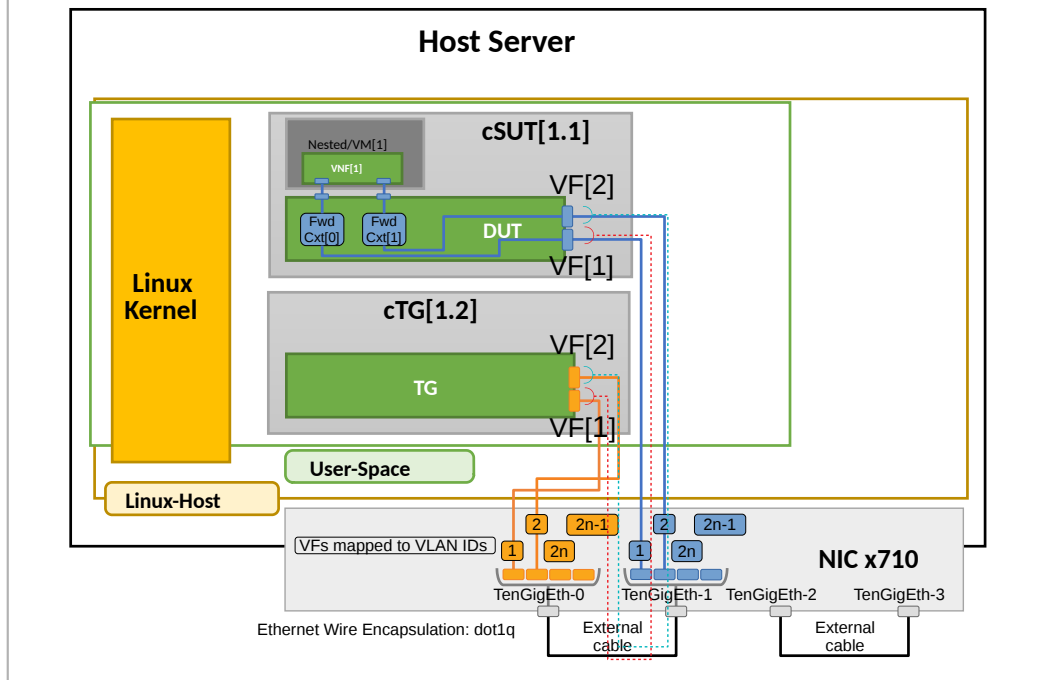 Host Server
cSUT[1.1]
Nested/VM[1]
VNF[1]
VF[2]
Fwd
Cxt[0]
Fwd
Cxt[1]
DUT
VF[1]
Linux
Kernel
cTG[1.2]
VF[2]
TG
VF[1]
User-Space
Linux-Host
2
2n-1
2
2n-1
VFs mapped to VLAN IDs
1
2n
1
2n
NIC x710
TenGigEth-0
TenGigEth-1
TenGigEth-2
TenGigEth-3
Ethernet Wire Encapsulation: dot1q
External
cable
External
cable